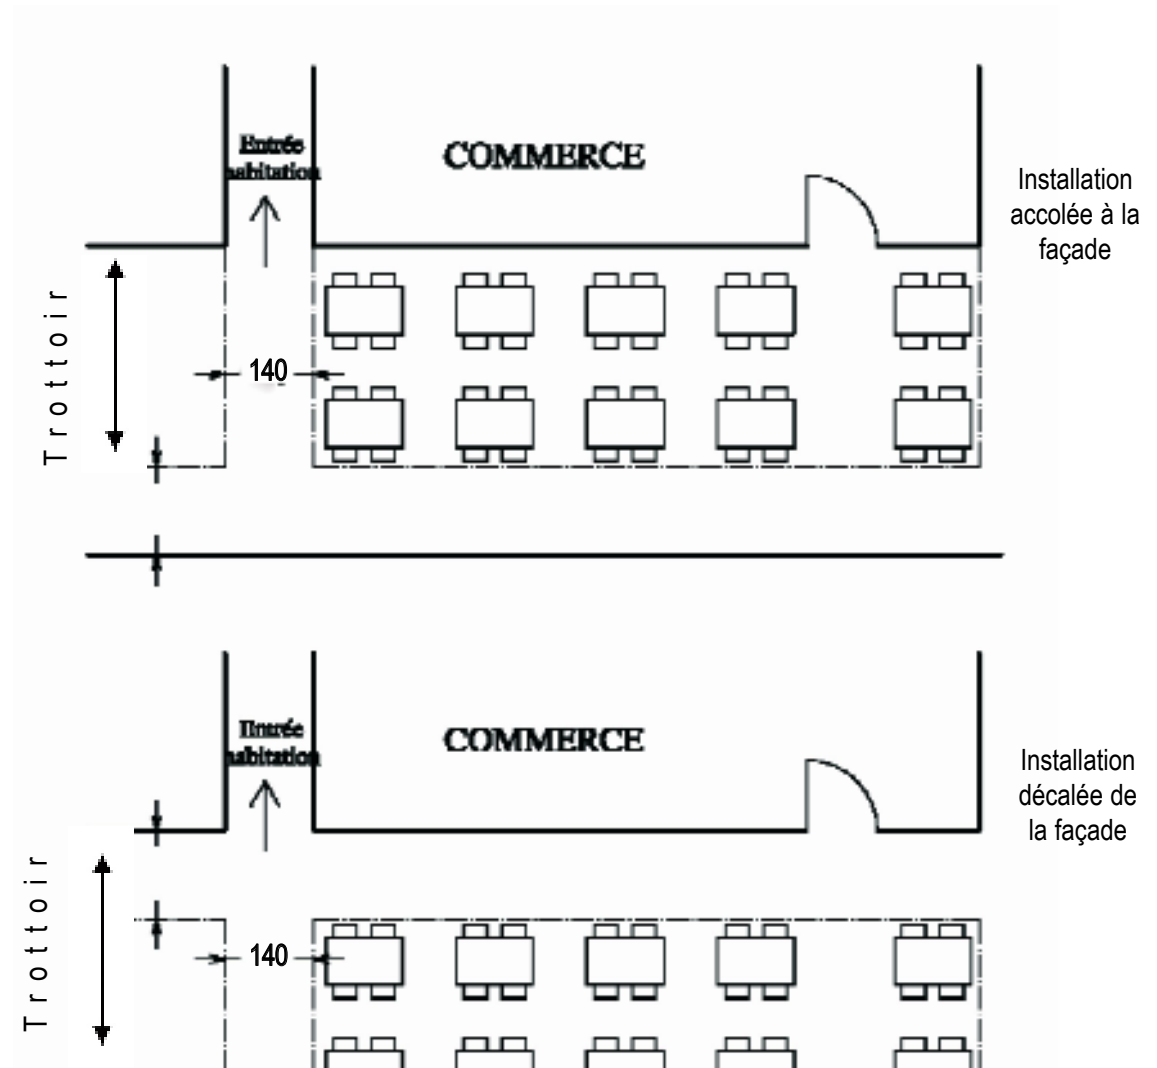 Entrée
habitation
COMMERCE
Installation
accolée à la
façade
Trottoir
140
Entrée
habitation
COMMERCE
Installation
décalée de
la façade
Trottoir
140